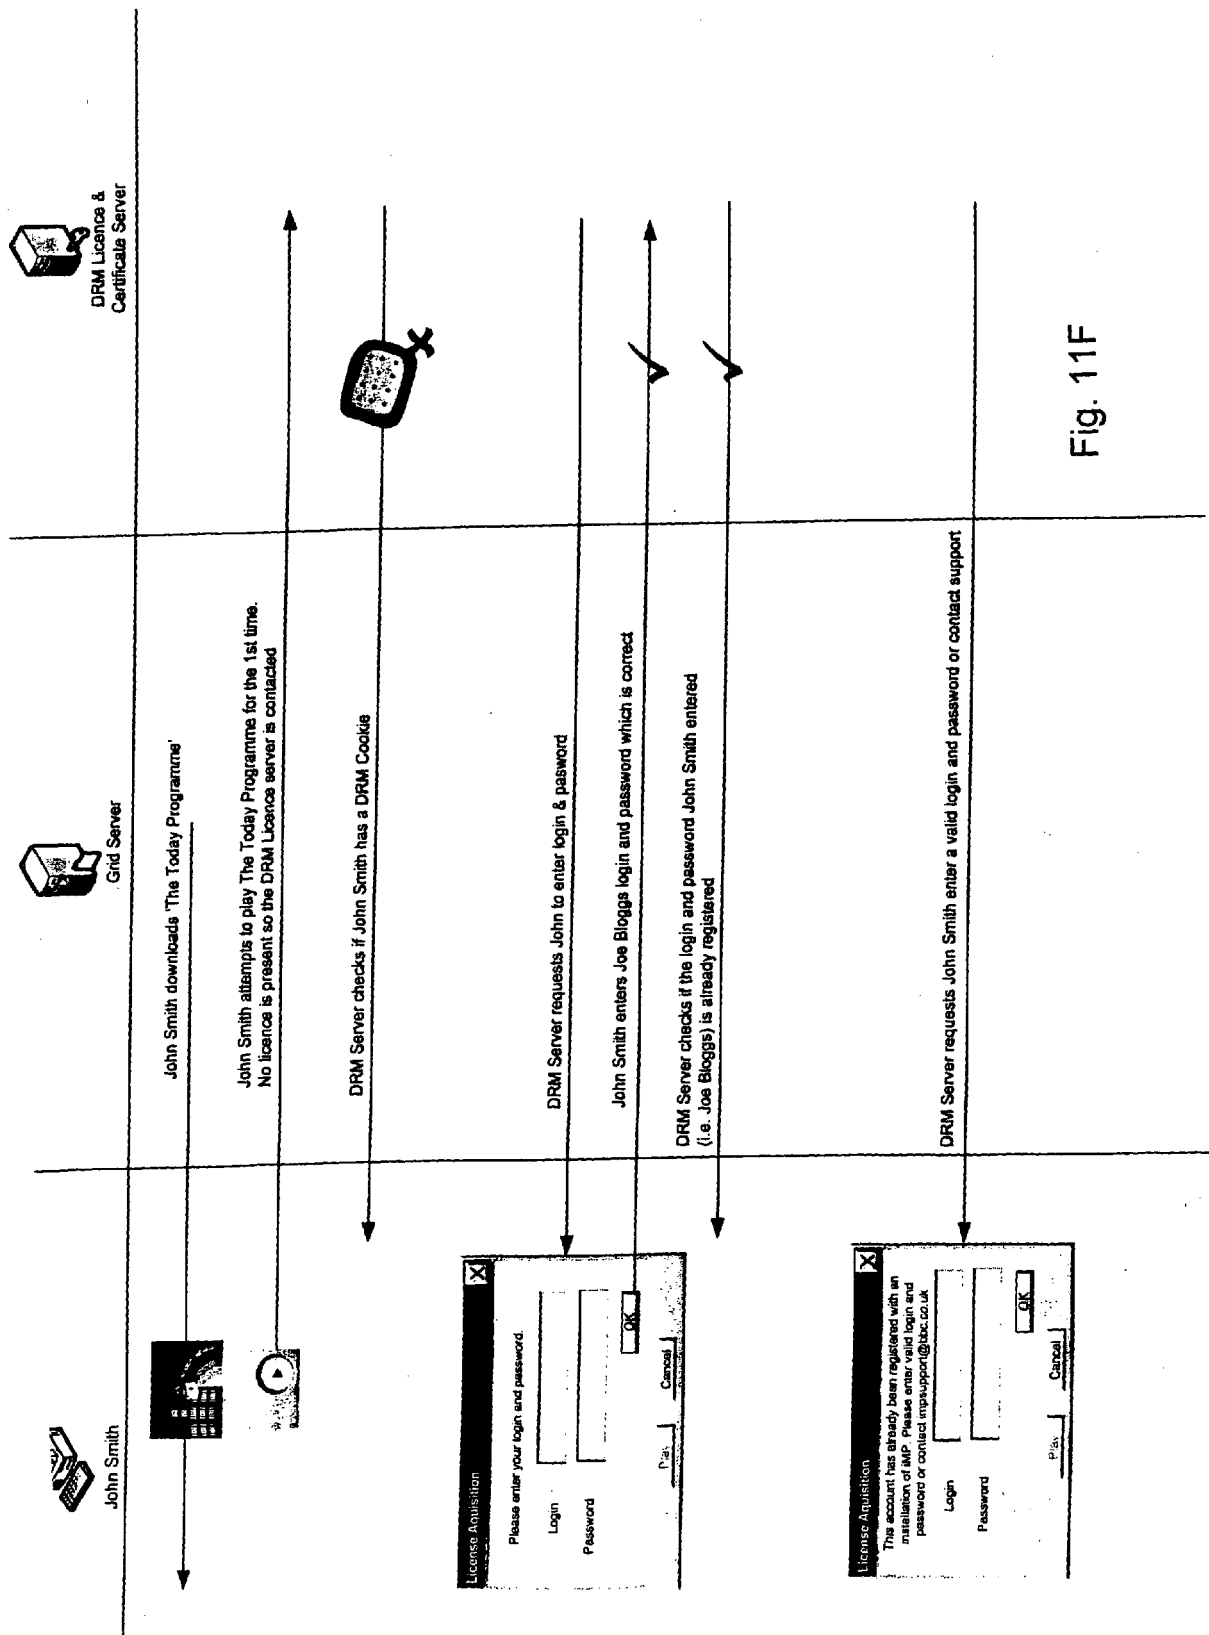 John Smith
Grid Server
DRM Licence &
Certificate Server
John Smith downloads 'The Today Programme'
John Smith attempts to play The Today Programme for the 1st time.
No licence is present so the DRM Licence server is contacted
DRM Server checks if John Smith has a DRM Cookie
License Aquisition
Please enter your login and password.
Login
Password
OK
Play
Cancel
DRM Server requests John to enter login & pasword
John Smith enters Joe Bloggs login and password which is correct
DRM Server checks if the login and password John Smith entered
(i.e. Joe Bloggs) is already registered
License Aquisition
This account has already been registered with an
installation of iMP. Please enter valid login and
password or contact impsupport@bbc.co.uk
Login
Password
OK
Play
Cancel
DRM Server requests John Smith enter a valid login and password or contact support
Fig. 11F